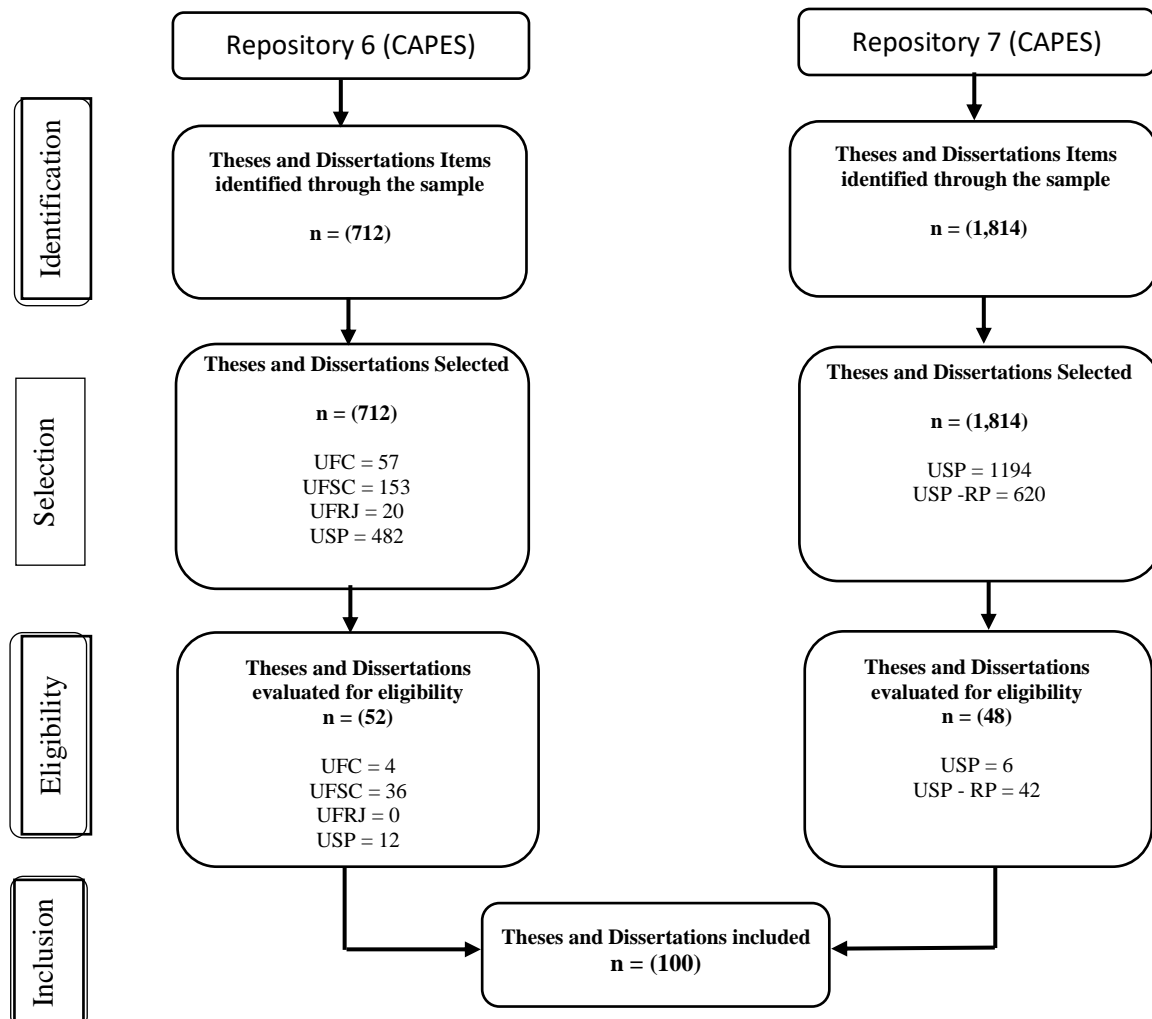 Repository 6 (CAPES)
Repository 7 (CAPES)
Identification
Theses and Dissertations Items
identified through the sample
n = (712)
Theses and Dissertations Items
identified through the sample
n = (1,814)
Selection
Theses and Dissertations Selected
n = (712)
UFC = 57
UFSC = 153
UFRJ = 20
USP = 482
Theses and Dissertations Selected
n = (1,814)
USP = 1194
USP -RP = 620
Eligibility
Theses and Dissertations
evaluated for eligibility
n = (52)
UFC = 4
UFSC = 36
UFRJ = 0
USP = 12
Theses and Dissertations
evaluated for eligibility
n = (48)
USP = 6
USP - RP = 42
Inclusion
Theses and Dissertations included
n = (100)